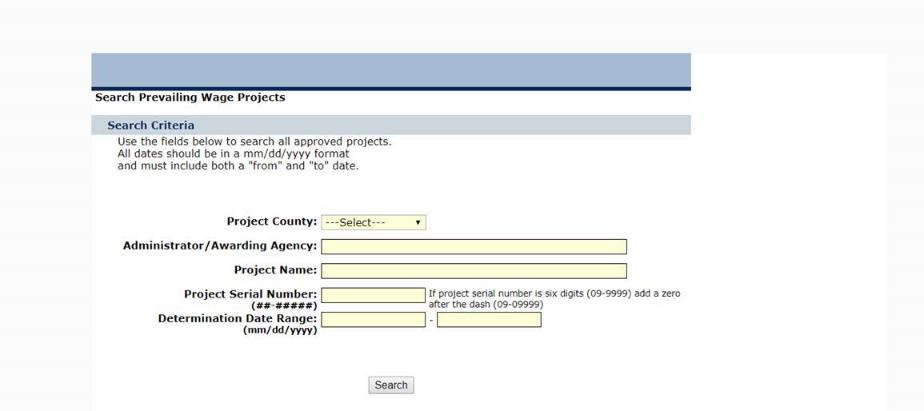 Search Prevailing Wage Projects
Search Criteria
Use the fields below to search all approved projects.
All dates should be in a mm/dd/yyyy format
and must include both a "from" and "to" date.
Project County: ---Select---
Administrator/Awarding Agency:
Project Name:
Project Serial Number: If project serial number is six digits (09-9999) add a zero
(##-#####) after the dash (09-09999)
Determination Date Range: -
(mm/dd/yyyy)
Search